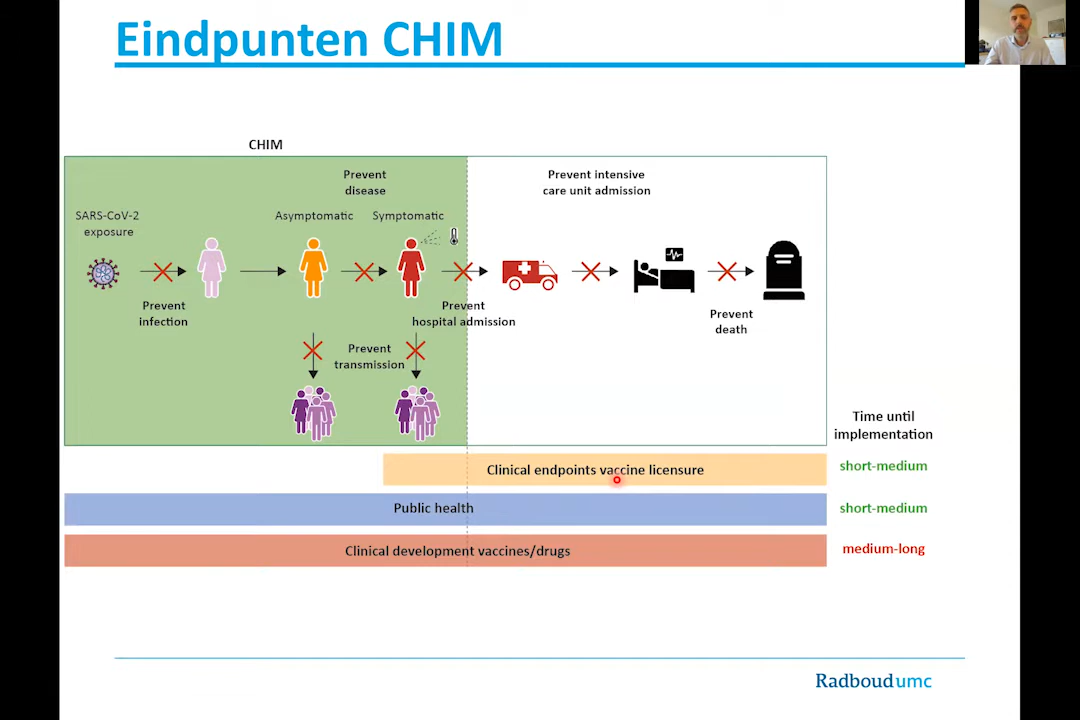 Eindpunten CHIM
CHIM
Prevent
disease
Prevent intensive
care unit admission
SARS-CoV-2
exposure
Asymptomatic
Symptomatic
Prevent
infection
Prevent
hospital admission
Prevent
death
Prevent
transmission
Time until
implementation
Clinical endpoints vaccine licensure
short-medium
Public health
short-medium
Clinical development vaccines/drugs
medium-long
Radboudumc